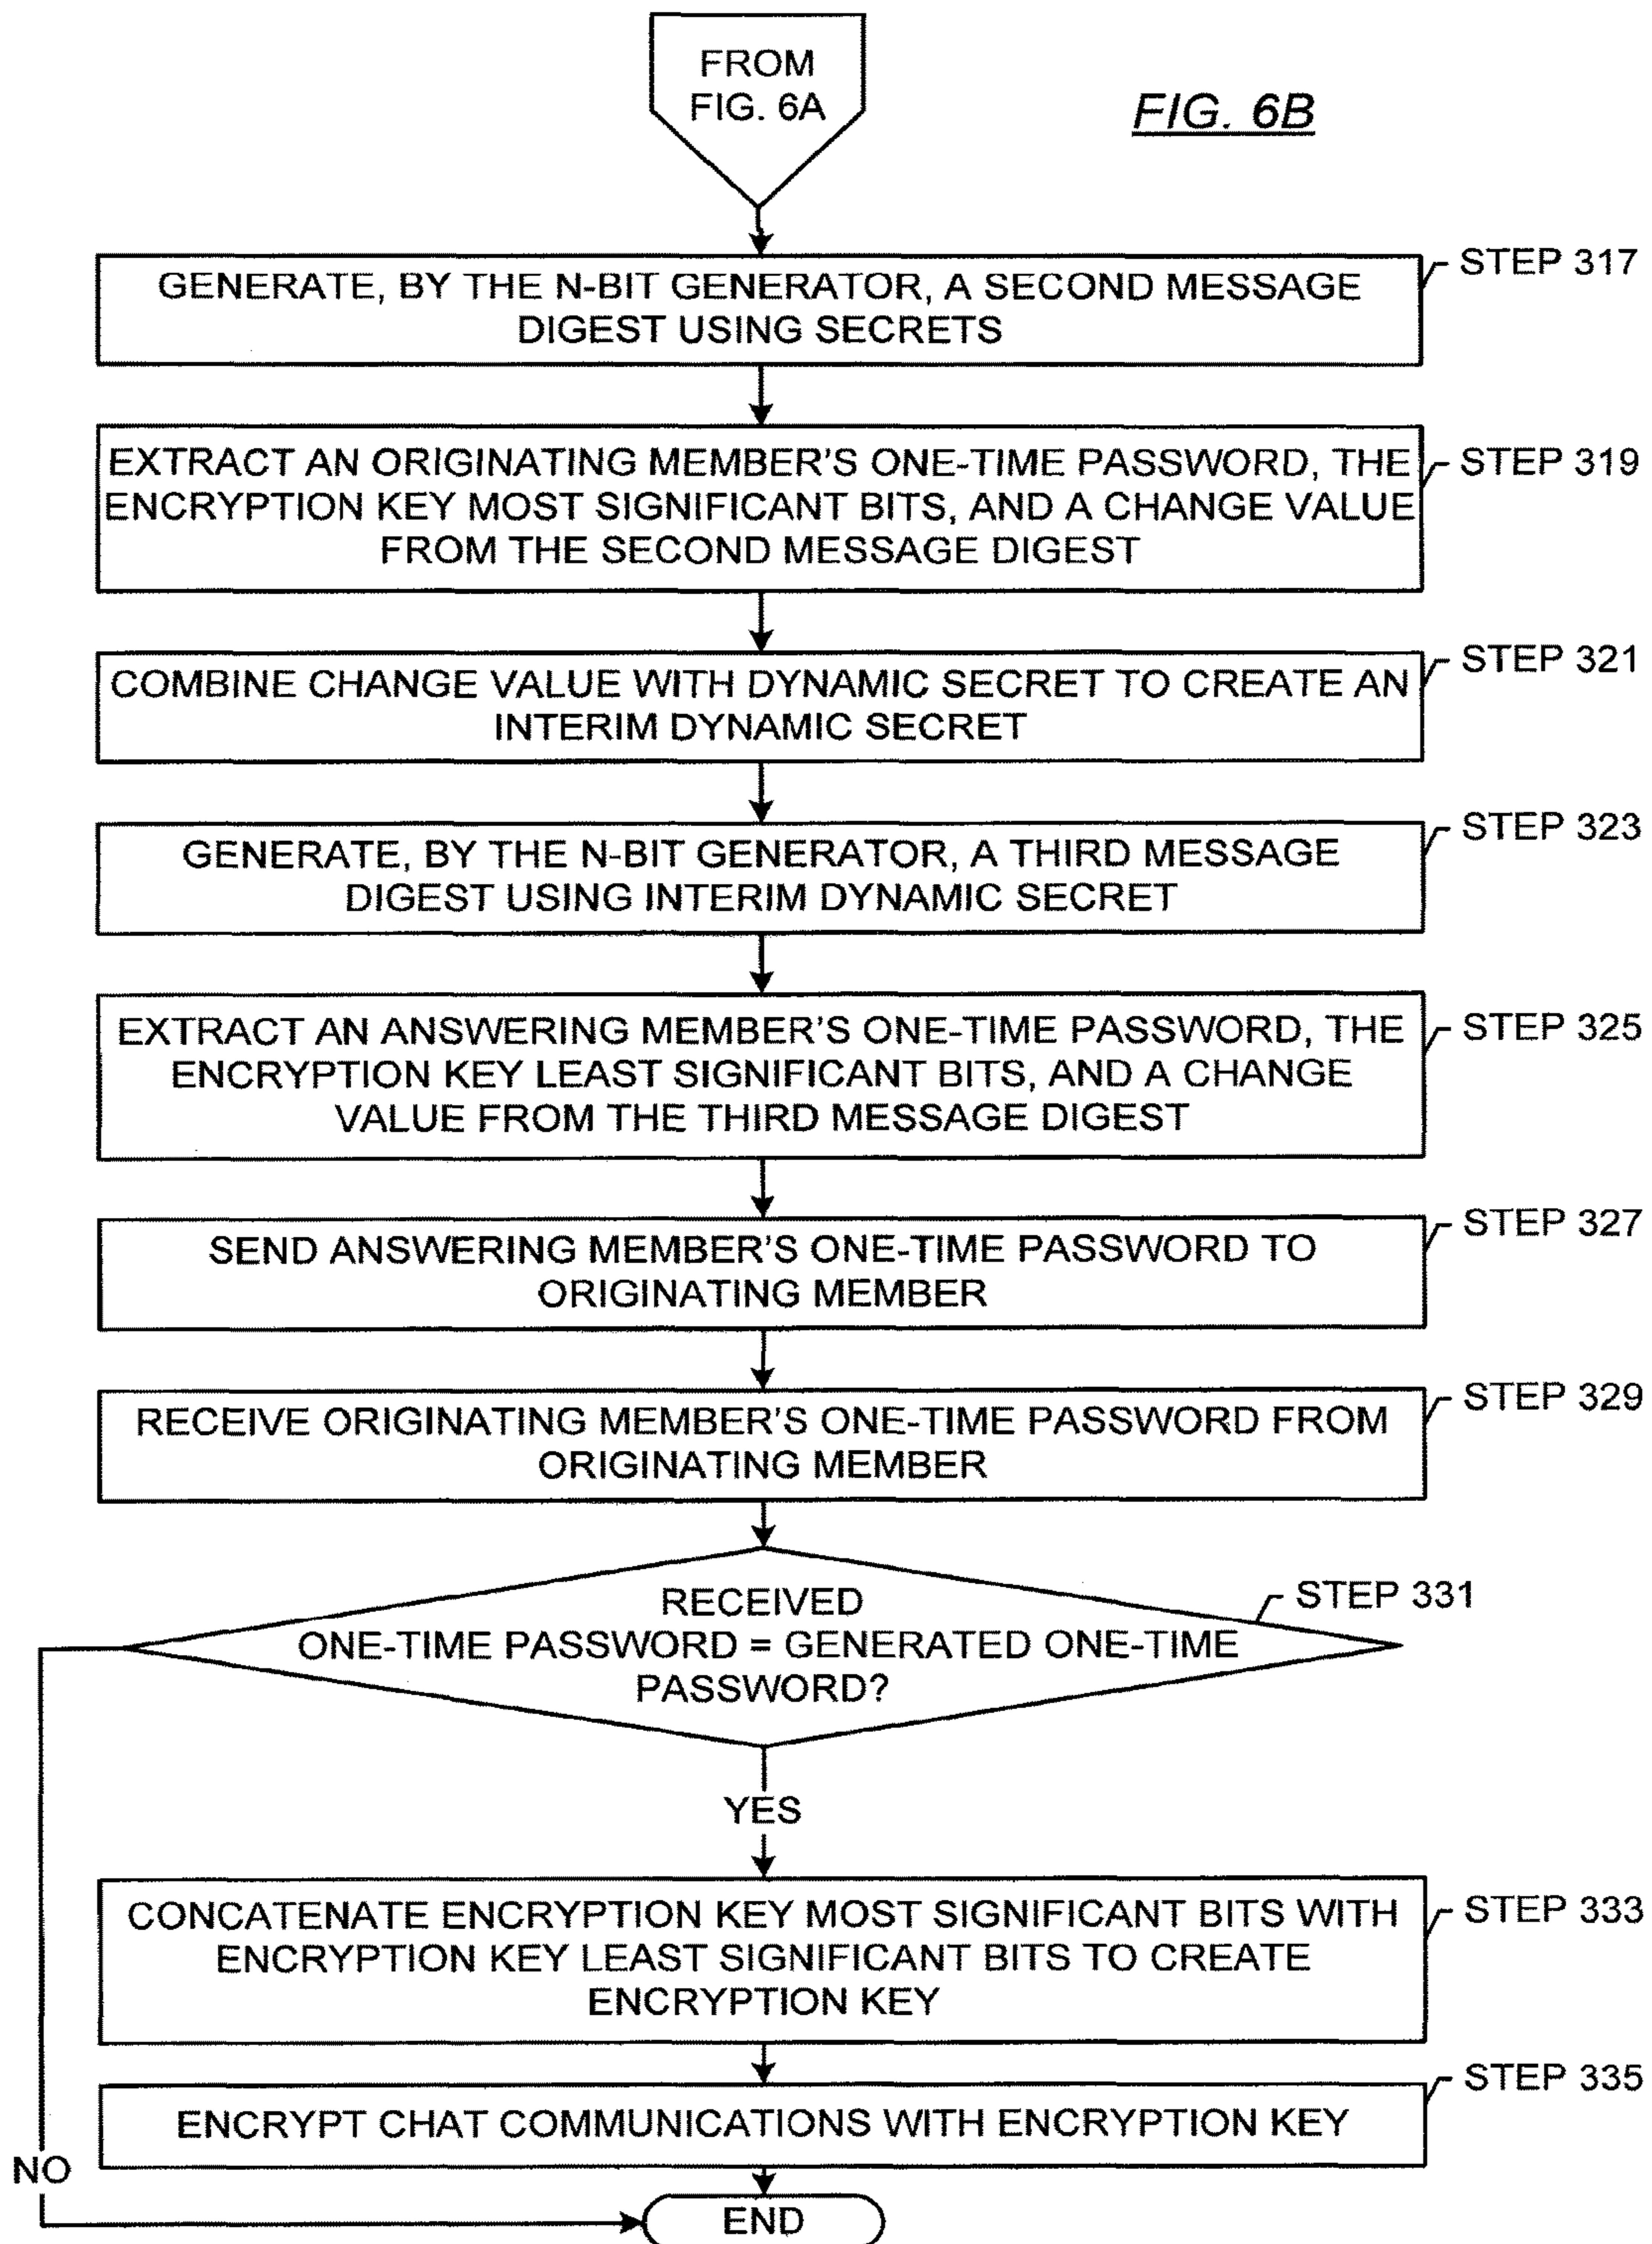 FROM
FIG. 6A
FIG. 6B
STEP 317
GENERATE, BY THE N-BIT GENERATOR, A SECOND MESSAGE
DIGEST USING SECRETS
STEP 319
EXTRACT AN ORIGINATING MEMBER'S ONE-TIME PASSWORD, THE
ENCRYPTION KEY MOST SIGNIFICANT BITS, AND A CHANGE VALUE
FROM THE SECOND MESSAGE DIGEST
STEP 321
COMBINE CHANGE VALUE WITH DYNAMIC SECRET TO CREATE AN
INTERIM DYNAMIC SECRET
STEP 323
GENERATE, BY THE N-BIT GENERATOR, A THIRD MESSAGE
DIGEST USING INTERIM DYNAMIC SECRET
STEP 325
EXTRACT AN ANSWERING MEMBER'S ONE-TIME PASSWORD, THE
ENCRYPTION KEY LEAST SIGNIFICANT BITS, AND A CHANGE
VALUE FROM THE THIRD MESSAGE DIGEST
STEP 327
SEND ANSWERING MEMBER'S ONE-TIME PASSWORD TO
ORIGINATING MEMBER
STEP 329
RECEIVE ORIGINATING MEMBER'S ONE-TIME PASSWORD FROM
ORIGINATING MEMBER
STEP 331
RECEIVED
ONE-TIME PASSWORD = GENERATED ONE-TIME
PASSWORD?
YES
STEP 333
CONCATENATE ENCRYPTION KEY MOST SIGNIFICANT BITS WITH
ENCRYPTION KEY LEAST SIGNIFICANT BITS TO CREATE
ENCRYPTION KEY
STEP 335
ENCRYPT CHAT COMMUNICATIONS WITH ENCRYPTION KEY
NO
END